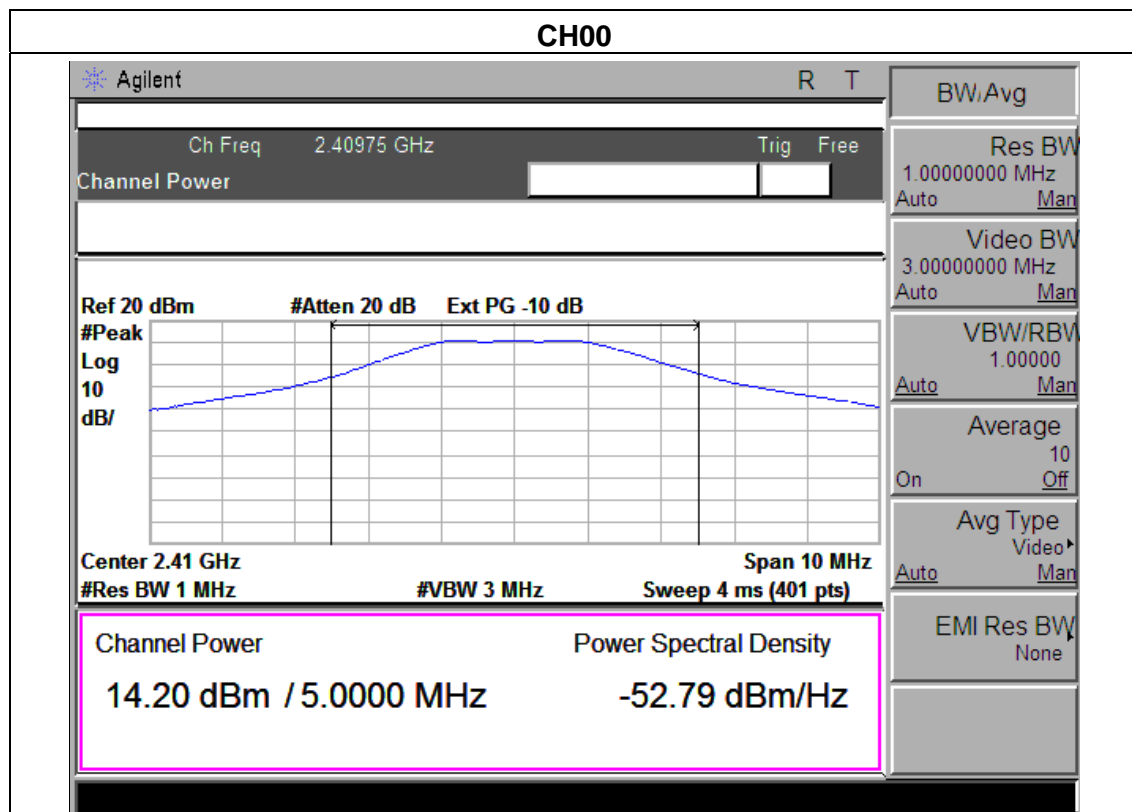 CH00
Agilent R T
Ch Freq 2.40975 GHz Trig Free
Channel Power
Ref 20 dBm #Atten 20 dB Ext PG -10 dB
#Peak
Log
10
dB/
Center 2.41 GHz Span 10 MHz
#Res BW 1 MHz #VBW 3 MHz Sweep 4 ms (401 pts)
Channel Power Power Spectral Density
14.20 dBm / 5.0000 MHz -52.79 dBm/Hz
BW/Avg
Res BW
1.00000000 MHz
Auto Man
Video BW
3.00000000 MHz
Auto Man
VBW/RBW
1.00000
Auto Man
Average
10
On Off
Avg Type
Video
Auto Man
EMI Res BW
None